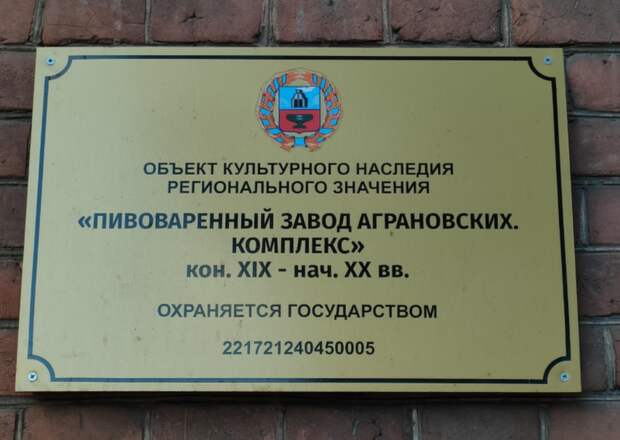 ОБЪЕКТ КУЛЬТУРНОГО НАСЛЕДИЯ
РЕГИОНАЛЬНОГО ЗНАЧЕНИЯ
«ПИВОВАРЕННЫЙ ЗАВОД АГРАНОВСКИХ.
КОМПЛЕКС»
кон. XIX - нач. XX вв.
ОХРАНЯЕТСЯ ГОСУДАРСТВОМ
221721240450005